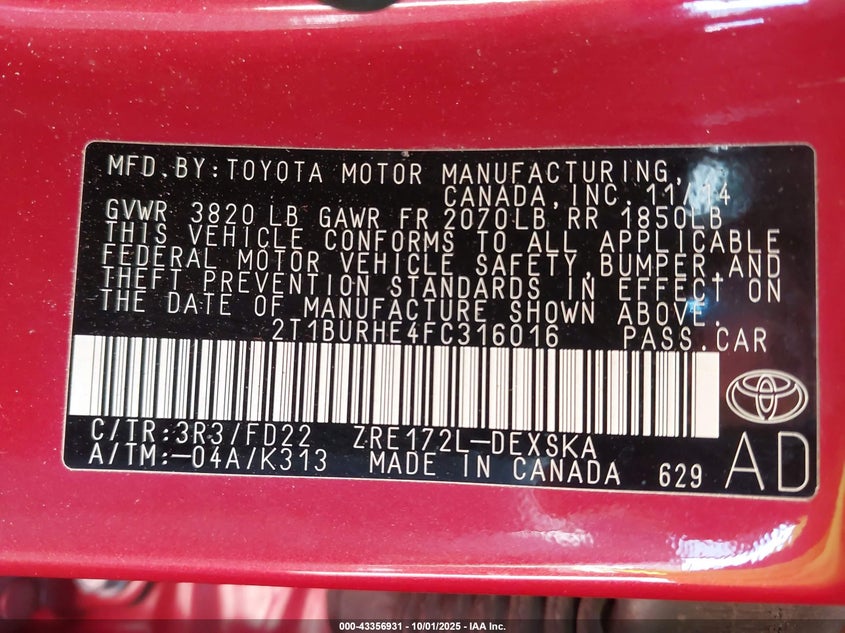 MFD.BY:TOYOTA MOTOR MANUFACTURING,
CANADA,INC. 11/14
GVWR 3820 LB GAWR FR 2070LB RR 1850LB
THIS VEHICLE CONFORMS TO ALL APPLICABLE
FEDERAL MOTOR VEHICLE SAFETY,BUMPER,AND
THEFT PREVENTION STANDARDS IN EFFECT ON
THE DATE OF MANUFACTURE SHOWN ABOVE.
2T1BURHE4FC316016 PASS.CAR
C/TR:3R3/FD22 ZRE172L-DEXSKA
A/TM:-04A/K313 MADE IN CANADA 629
AD
000-43356931 - 10/01/2025 - IAA Inc.